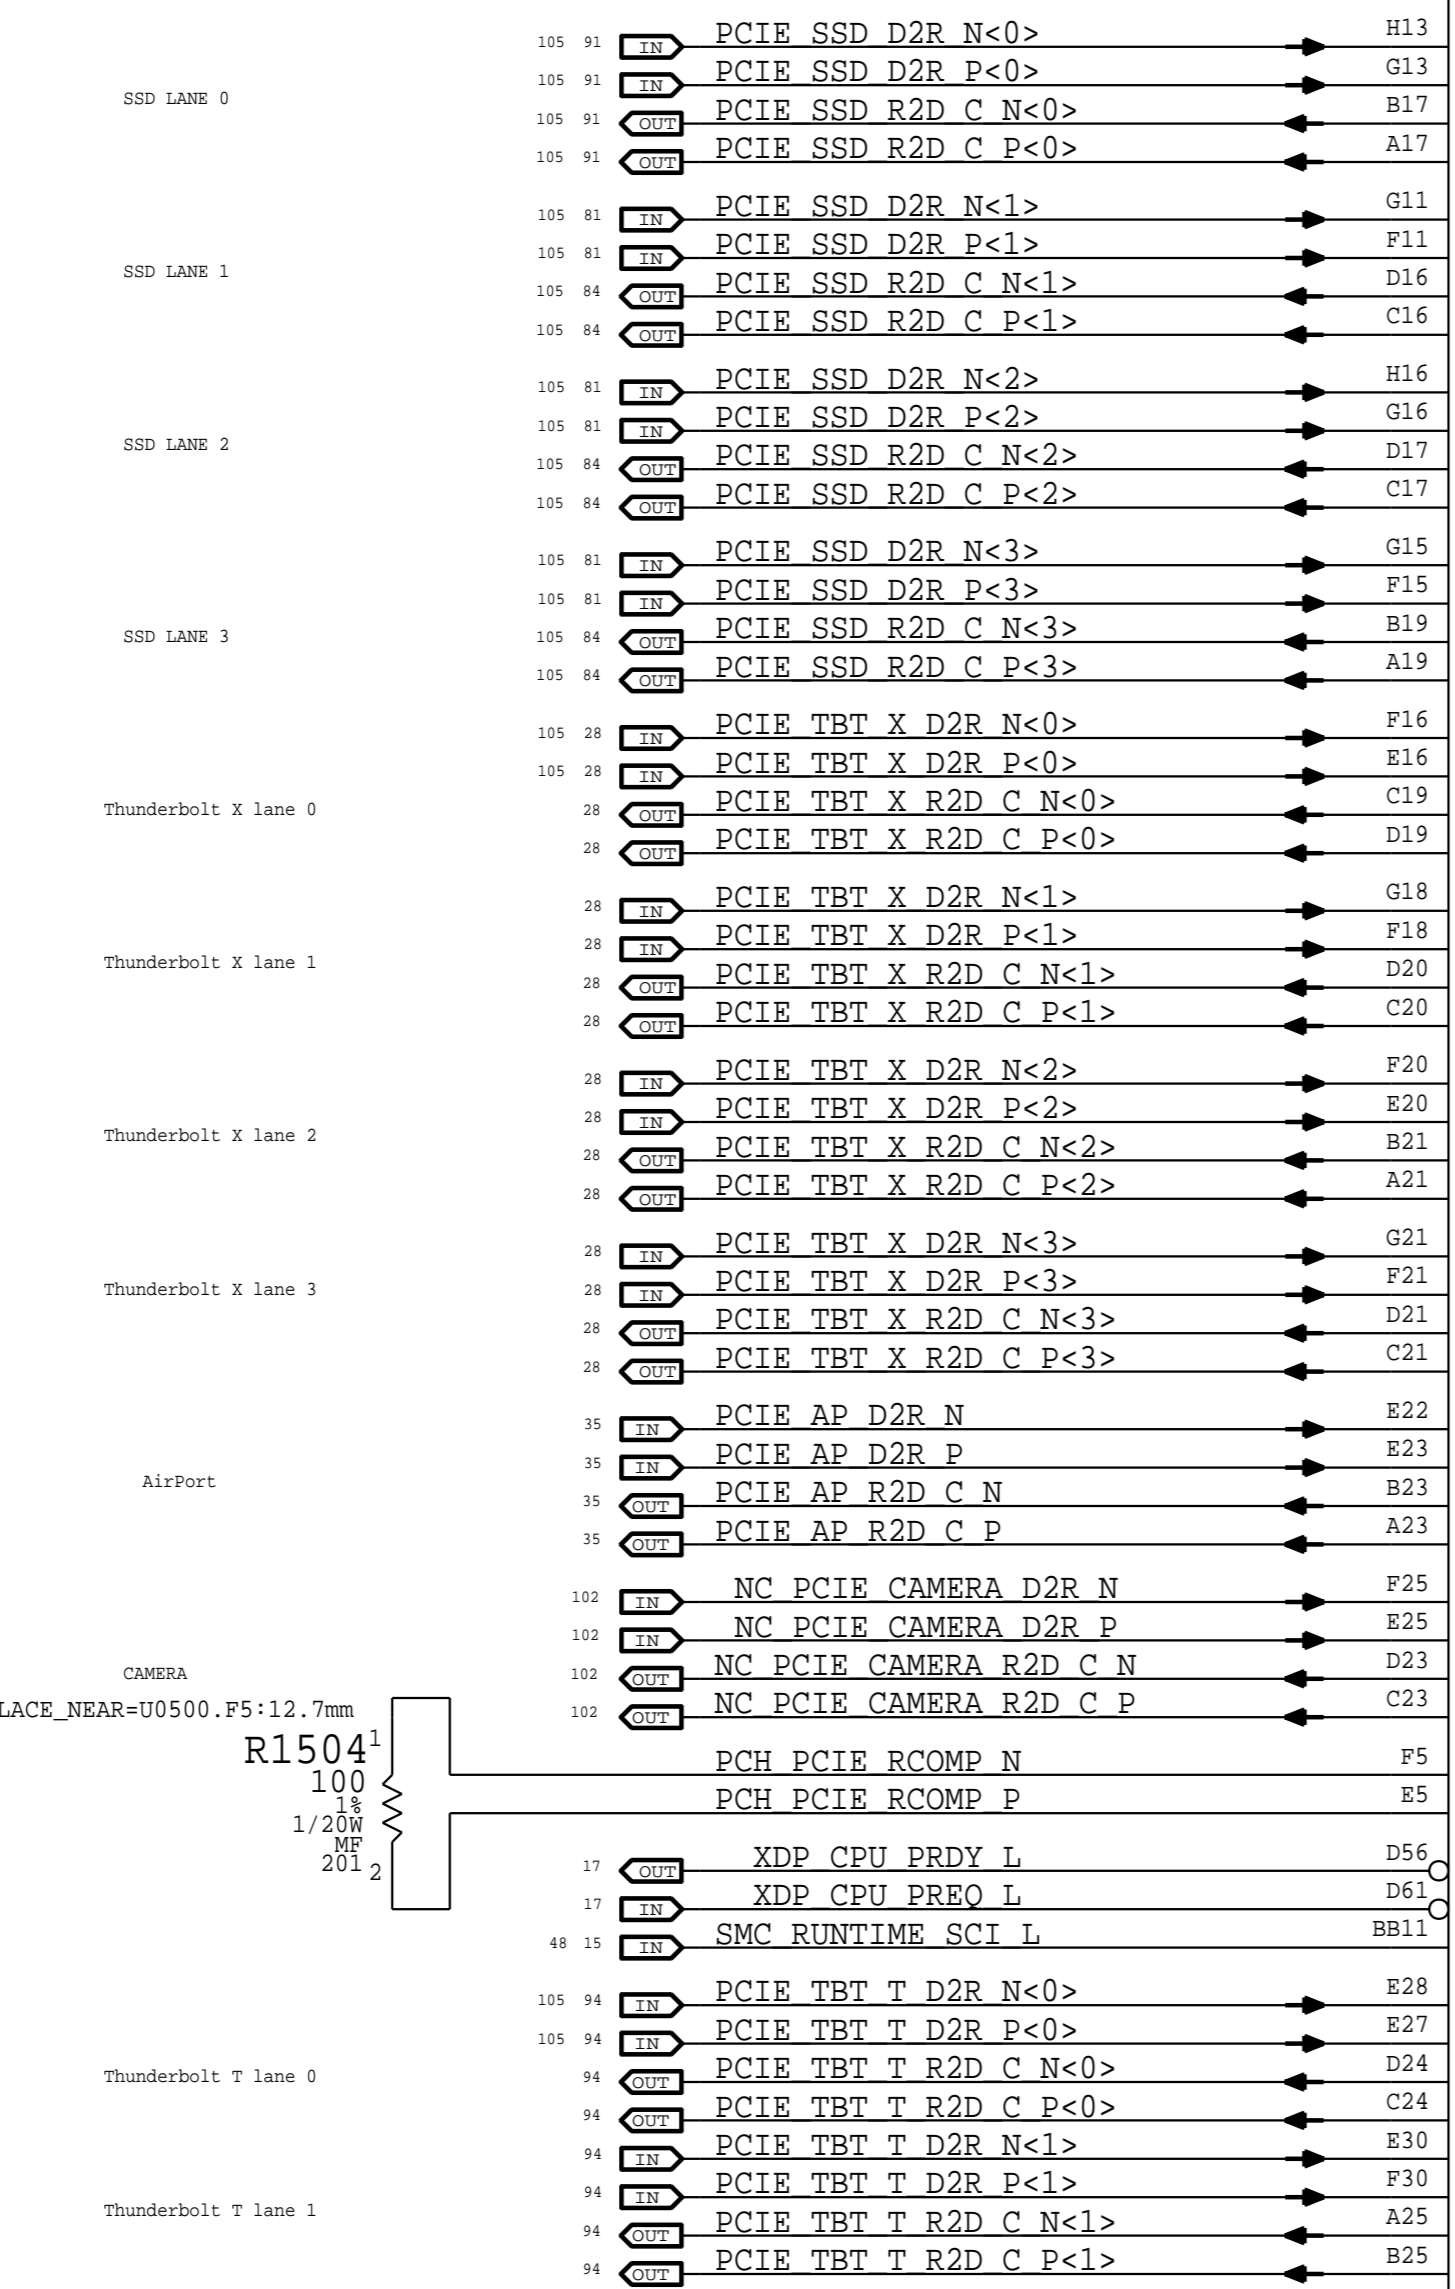 105 91 IN PCIE_SSD_D2R_N<0> H13
105 91 IN PCIE_SSD_D2R_P<0> G13
SSD LANE 0
105 91 OUT PCIE_SSD_R2D_C_N<0> B17
105 91 OUT PCIE_SSD_R2D_C_P<0> A17
105 81 IN PCIE_SSD_D2R_N<1> G11
105 81 IN PCIE_SSD_D2R_P<1> F11
SSD LANE 1
105 84 OUT PCIE_SSD_R2D_C_N<1> D16
105 84 OUT PCIE_SSD_R2D_C_P<1> C16
105 81 IN PCIE_SSD_D2R_N<2> H16
105 81 IN PCIE_SSD_D2R_P<2> G16
SSD LANE 2
105 84 OUT PCIE_SSD_R2D_C_N<2> D17
105 84 OUT PCIE_SSD_R2D_C_P<2> C17
105 81 IN PCIE_SSD_D2R_N<3> G15
105 81 IN PCIE_SSD_D2R_P<3> F15
SSD LANE 3
105 84 OUT PCIE_SSD_R2D_C_N<3> B19
105 84 OUT PCIE_SSD_R2D_C_P<3> A19
105 28 IN PCIE_TBT_X_D2R_N<0> F16
105 28 IN PCIE_TBT_X_D2R_P<0> E16
Thunderbolt X lane 0
28 OUT PCIE_TBT_X_R2D_C_N<0> C19
28 OUT PCIE_TBT_X_R2D_C_P<0> D19
28 IN PCIE_TBT_X_D2R_N<1> G18
28 IN PCIE_TBT_X_D2R_P<1> F18
Thunderbolt X lane 1
28 OUT PCIE_TBT_X_R2D_C_N<1> D20
28 OUT PCIE_TBT_X_R2D_C_P<1> C20
28 IN PCIE_TBT_X_D2R_N<2> F20
28 IN PCIE_TBT_X_D2R_P<2> E20
Thunderbolt X lane 2
28 OUT PCIE_TBT_X_R2D_C_N<2> B21
28 OUT PCIE_TBT_X_R2D_C_P<2> A21
28 IN PCIE_TBT_X_D2R_N<3> G21
28 IN PCIE_TBT_X_D2R_P<3> F21
Thunderbolt X lane 3
28 OUT PCIE_TBT_X_R2D_C_N<3> D21
28 OUT PCIE_TBT_X_R2D_C_P<3> C21
35 IN PCIE_AP_D2R_N E22
35 IN PCIE_AP_D2R_P E23
AirPort
35 OUT PCIE_AP_R2D_C_N B23
35 OUT PCIE_AP_R2D_C_P A23
102 IN NC_PCIE_CAMERA_D2R_N F25
102 IN NC_PCIE_CAMERA_D2R_P E25
CAMERA
102 OUT NC_PCIE_CAMERA_R2D_C_N D23
102 OUT NC_PCIE_CAMERA_R2D_C_P C23
LACE_NEAR=U0500.F5:12.7mm
R1504 1
100
1%
1/20W
MF
201 2
PCH_PCIE_RCOMP_N F5
PCH_PCIE_RCOMP_P E5
17 OUT XDP_CPU_PRDY_L D56
17 IN XDP_CPU_PREQ_L D61
48 15 IN SMC_RUNTIME_SCI_L BB11
105 94 IN PCIE_TBT_T_D2R_N<0> E28
105 94 IN PCIE_TBT_T_D2R_P<0> E27
Thunderbolt T lane 0
94 OUT PCIE_TBT_T_R2D_C_N<0> D24
94 OUT PCIE_TBT_T_R2D_C_P<0> C24
94 IN PCIE_TBT_T_D2R_N<1> E30
94 IN PCIE_TBT_T_D2R_P<1> F30
Thunderbolt T lane 1
94 OUT PCIE_TBT_T_R2D_C_N<1> A25
94 OUT PCIE_TBT_T_R2D_C_P<1> B25